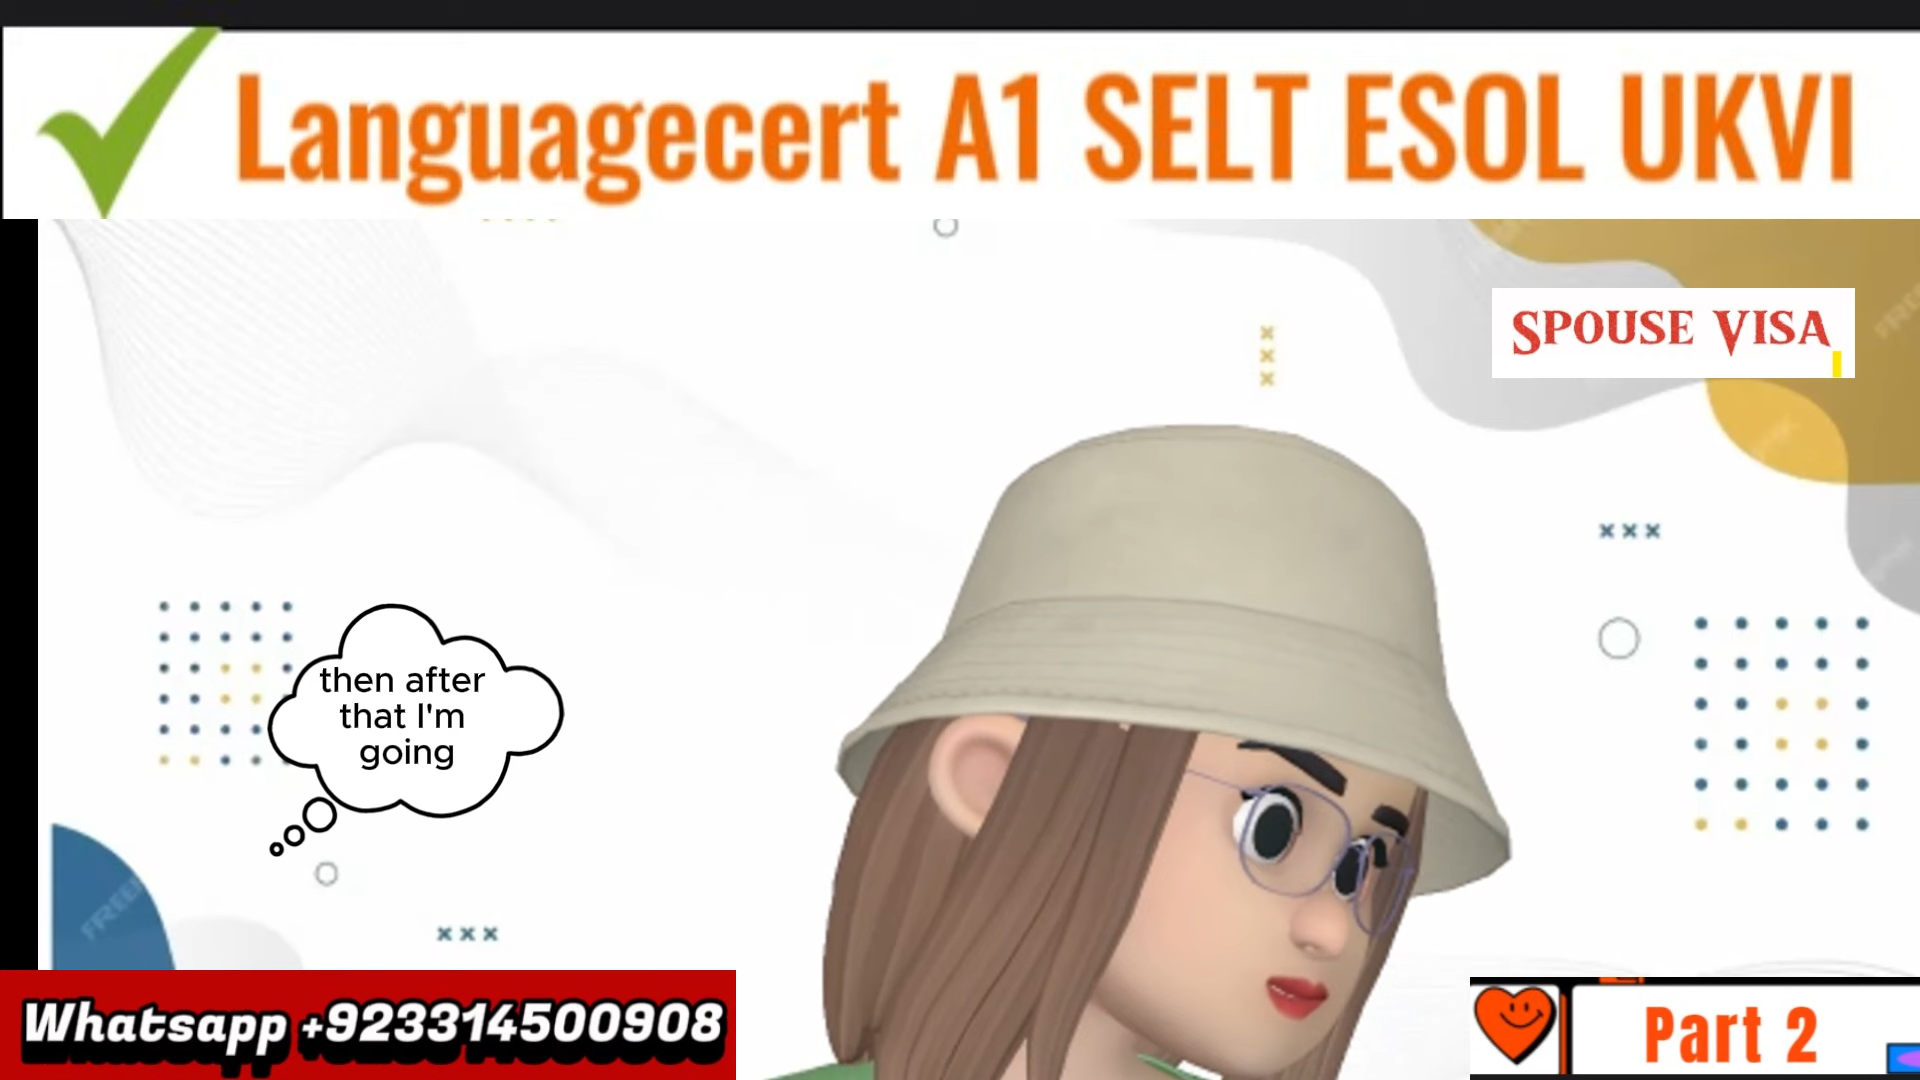 Languagecert A1 SELT ESOL UKVI
SPOUSE VISA
then after
that I'm
going
Whatsapp +923314500908
Part 2